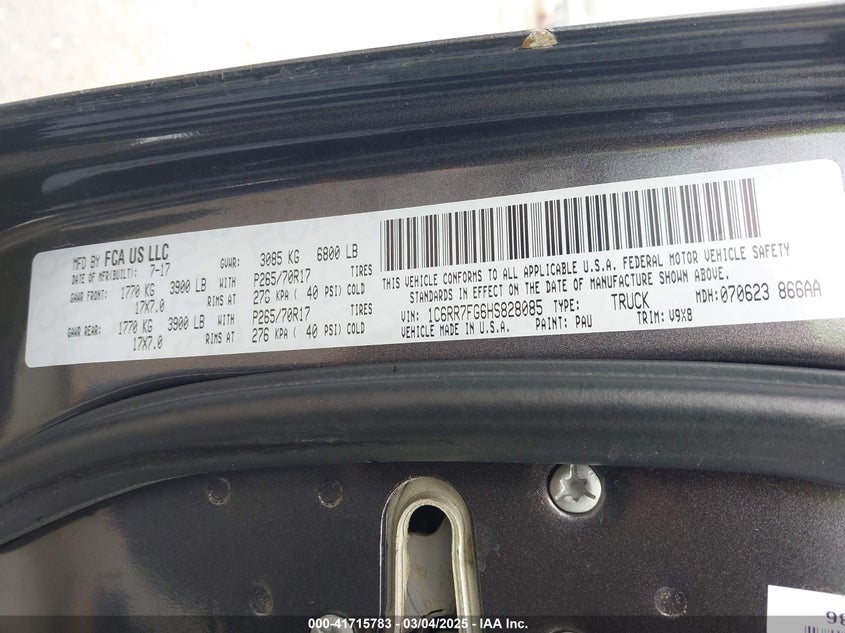 MFD BY FCA US LLC
DATE OF MFR(BUILT): 7-17 GVWR: 3085 KG 6800 LB
GAWR FRONT: 1770 KG 3900 LB WITH P265/70R17 TIRES
17X7.0 RIMS AT 276 KPA ( 40 PSI) COLD
GAWR REAR: 1770 KG 3900 LB WITH P265/70R17 TIRES
17X7.0 RIMS AT 276 KPA ( 40 PSI) COLD
THIS VEHICLE CONFORMS TO ALL APPLICABLE U.S.A. FEDERAL MOTOR VEHICLE SAFETY
STANDARDS IN EFFECT ON THE DATE OF MANUFACTURE SHOWN ABOVE.
VIN: 1C6RR7FG6HS828085 TYPE: TRUCK MDH: 070623 866AA
VEHICLE MADE IN U.S.A. PAINT: PAU TRIM: V9X8
000-41715783 - 03/04/2025 - IAAI.COM